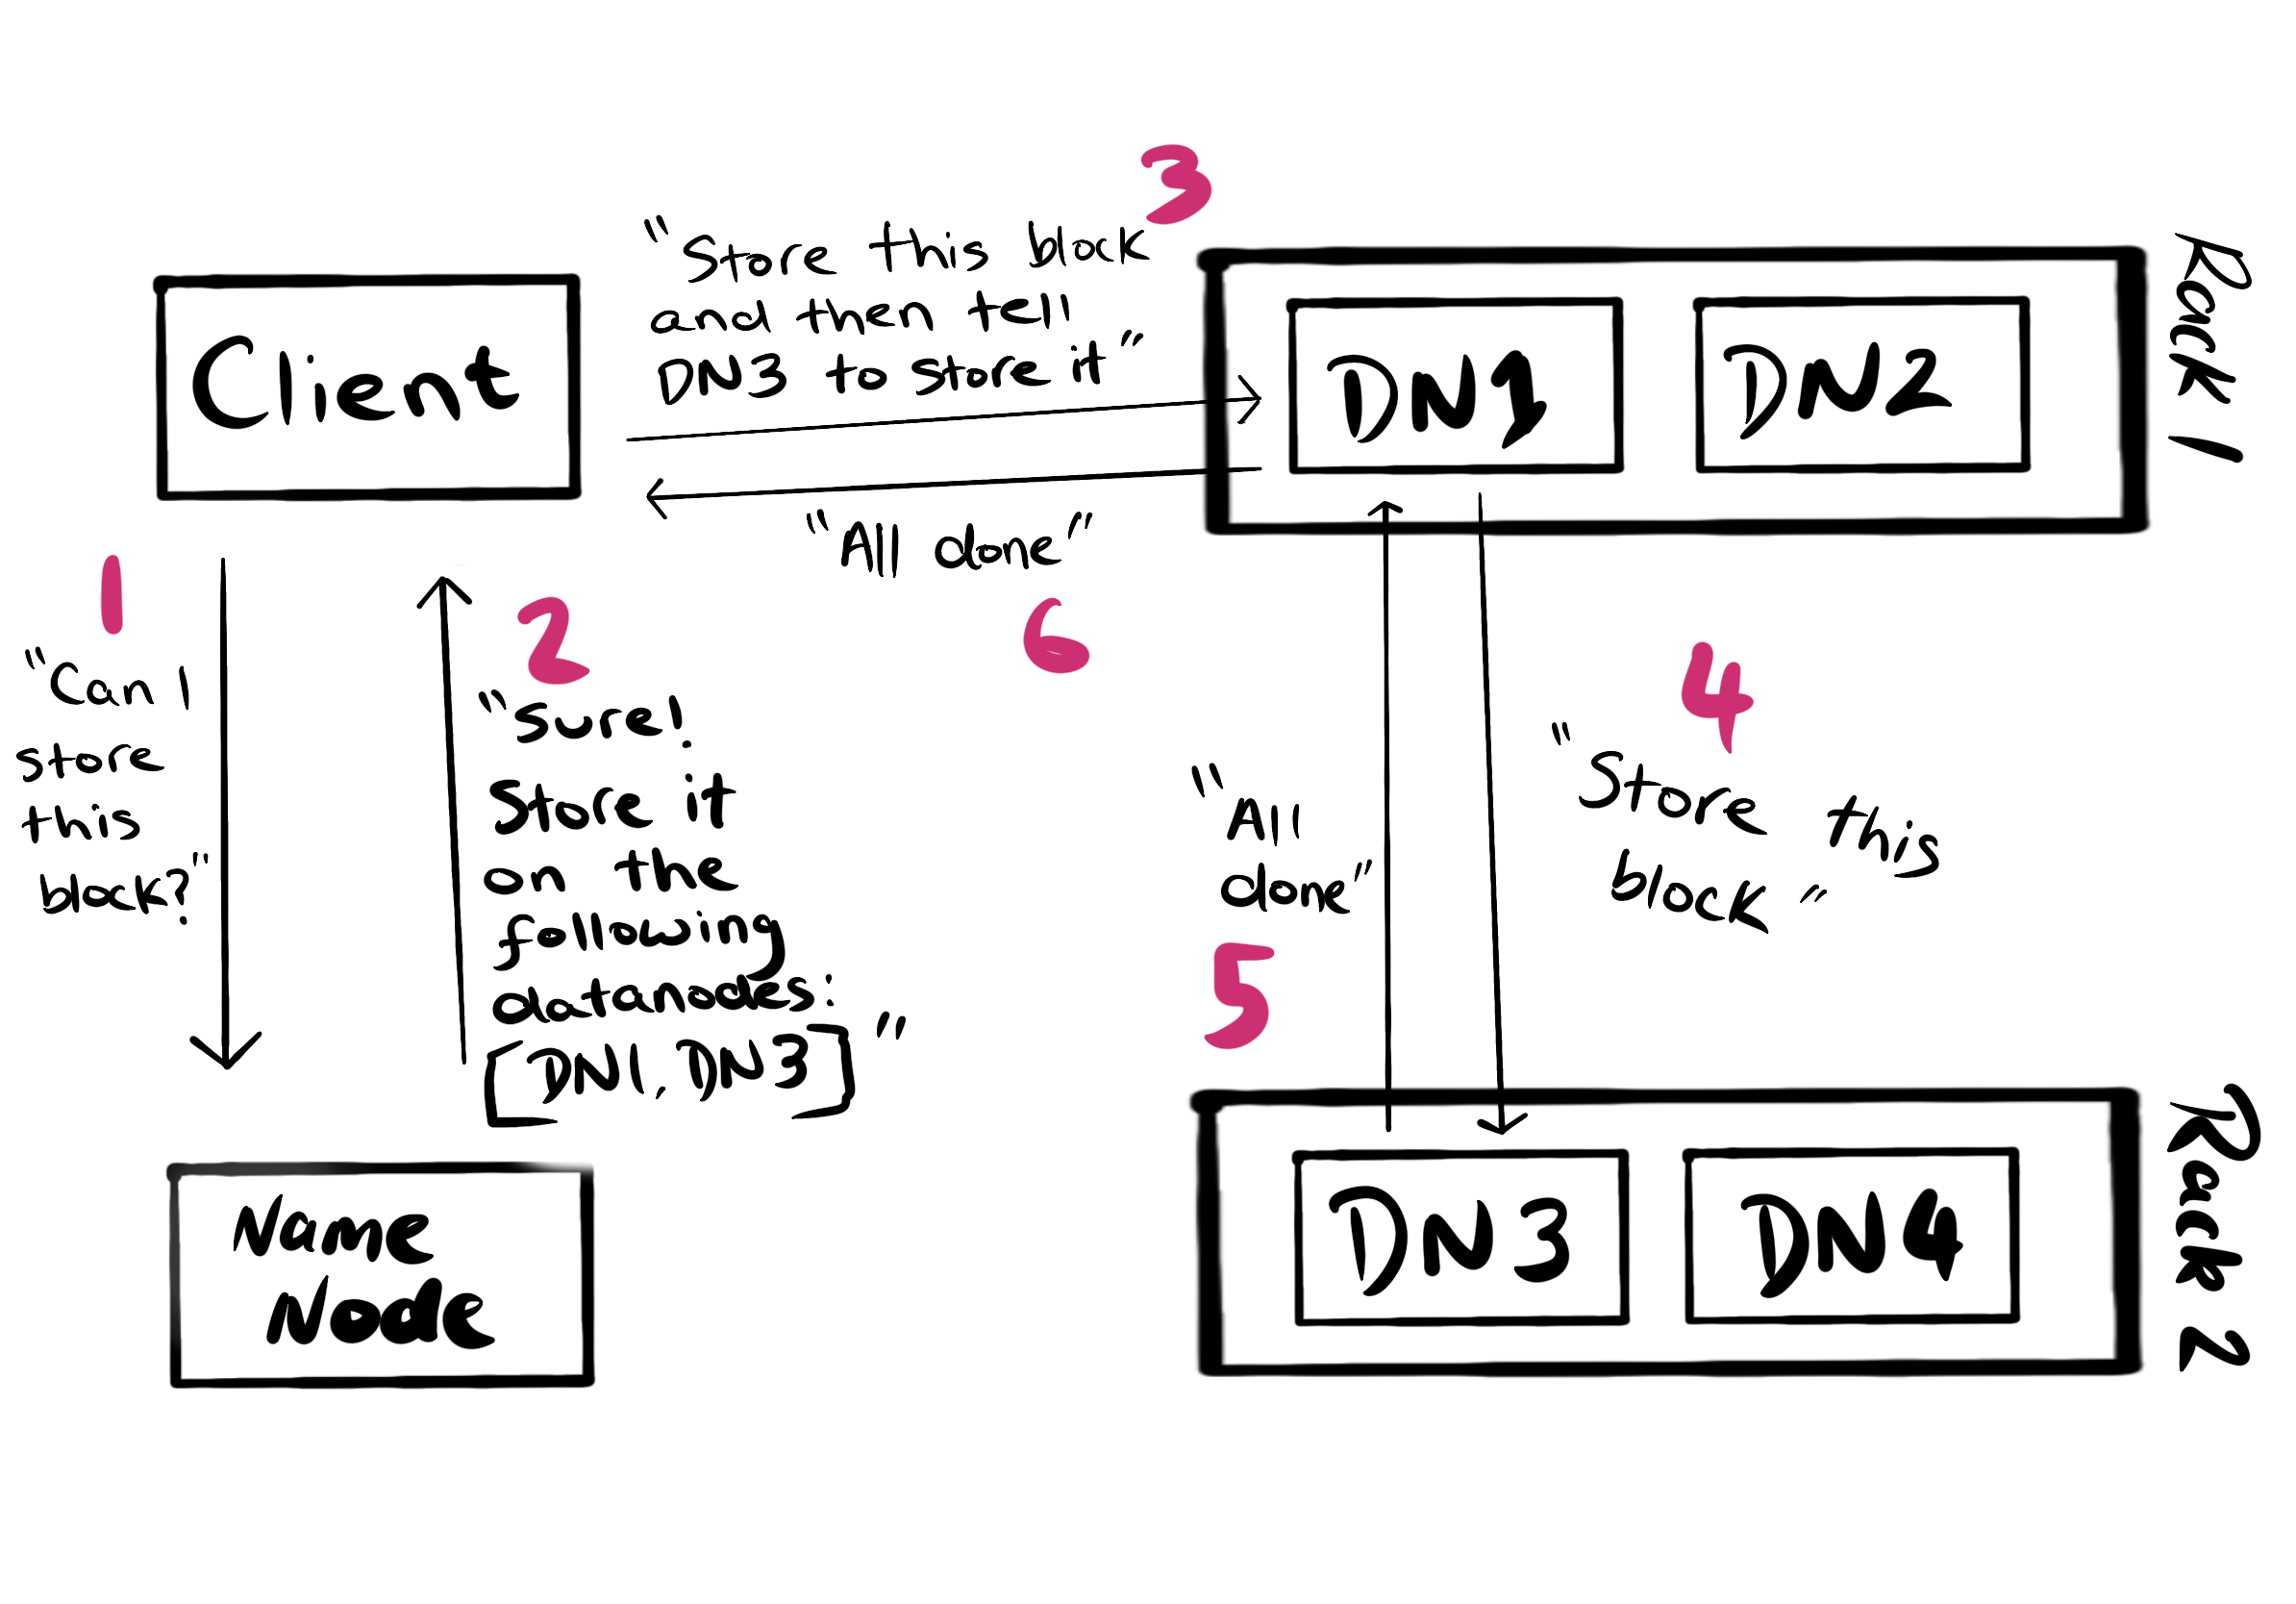 3
"Store this block
and then tell
DN3 to store it"
Client
DN1
DN2
Rack 1
"All done"
6
1
"Can I
store
this
block?"
2
"Sure!
Store it
on the
following
datanodes:
[DN1, DN3]"
4
"Store this
block"
"All
done"
5
Name
Node
DN3
DN4
Rack 2